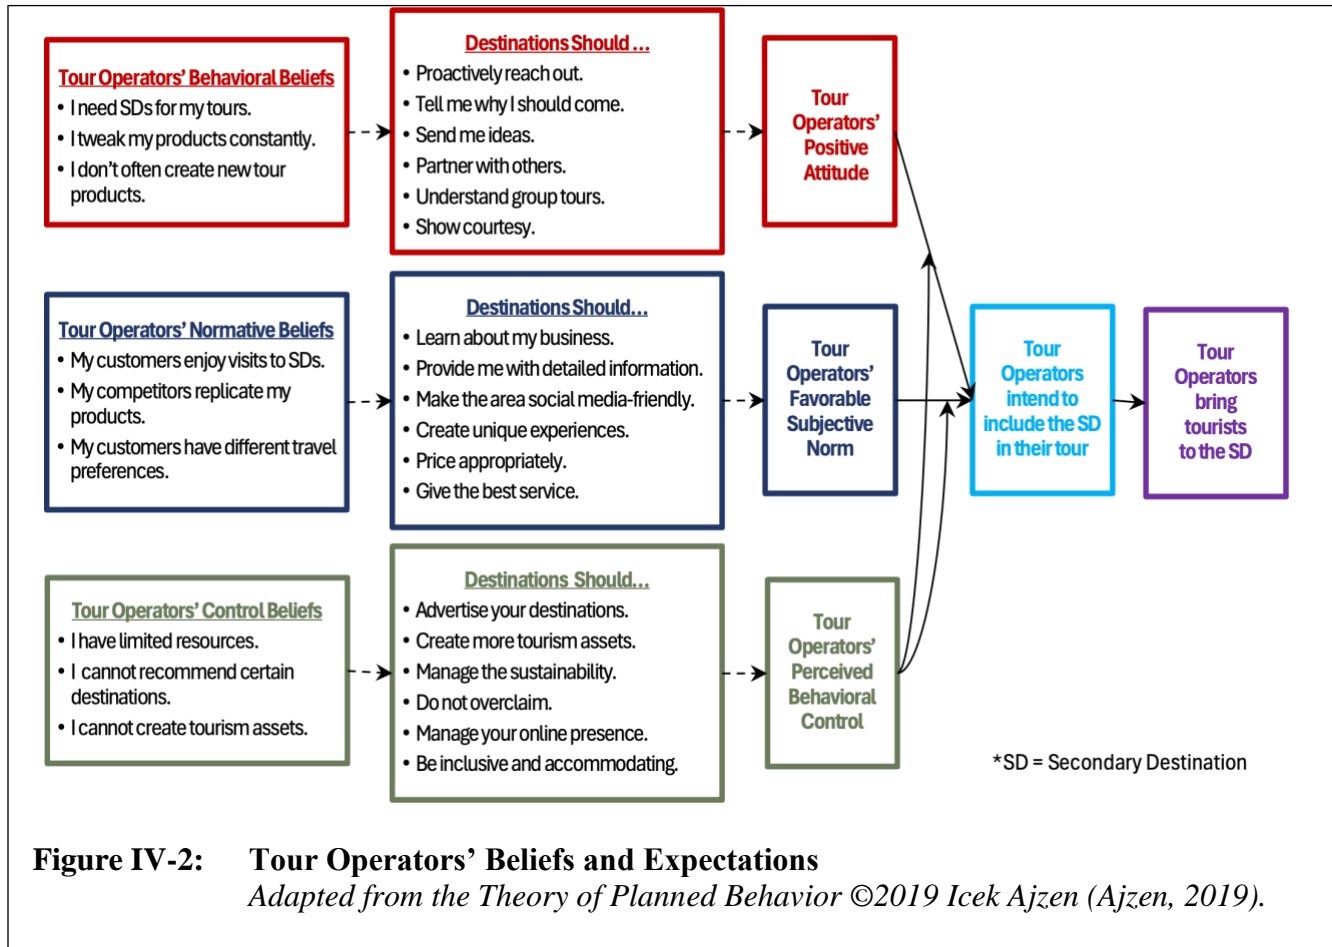 Tour Operators' Behavioral Beliefs
• I need SDs for my tours.
• I tweak my products constantly.
• I don't often create new tour
products.
Destinations Should ...
• Proactively reach out.
• Tell me why I should come.
• Send me ideas.
• Partner with others.
• Understand group tours.
• Show courtesy.
Tour
Operators'
Positive
Attitude
Tour Operators' Normative Beliefs
• My customers enjoy visits to SDs.
• My competitors replicate my
products.
• My customers have different travel
preferences.
Destinations Should...
• Learn about my business.
• Provide me with detailed information.
• Make the area social media-friendly.
• Create unique experiences.
• Price appropriately.
• Give the best service.
Tour
Operators'
Favorable
Subjective
Norm
Tour
Operators
intend to
include the SD
in their tour
Tour
Operators
bring
tourists
to the SD
Tour Operators' Control Beliefs
• I have limited resources.
• I cannot recommend certain
destinations.
• I cannot create tourism assets.
Destinations Should...
• Advertise your destinations.
• Create more tourism assets.
• Manage the sustainability.
• Do not overclaim.
• Manage your online presence.
• Be inclusive and accommodating.
Tour
Operators'
Perceived
Behavioral
Control
*SD = Secondary Destination
Figure IV-2: Tour Operators' Beliefs and Expectations
Adapted from the Theory of Planned Behavior ©2019 Icek Ajzen (Ajzen, 2019).